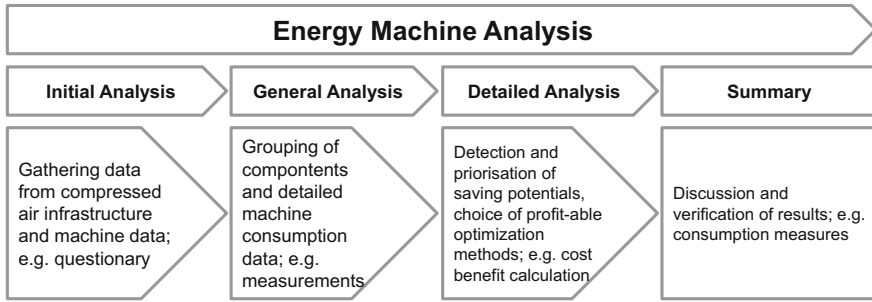 Energy Machine Analysis
Initial Analysis
General Analysis
Detailed Analysis
Summary
Gathering data
from compressed
air infrastructure
and machine data;
e.g. questionary
Grouping of
compontents
and detailed
machine
consumption
data; e.g.
measurements
Detection and
priorisation of
saving potentials,
choice of profit-able
optimization
methods; e.g. cost
benefit calculation
Discussion and
verification of results; e.g.
consumption measures